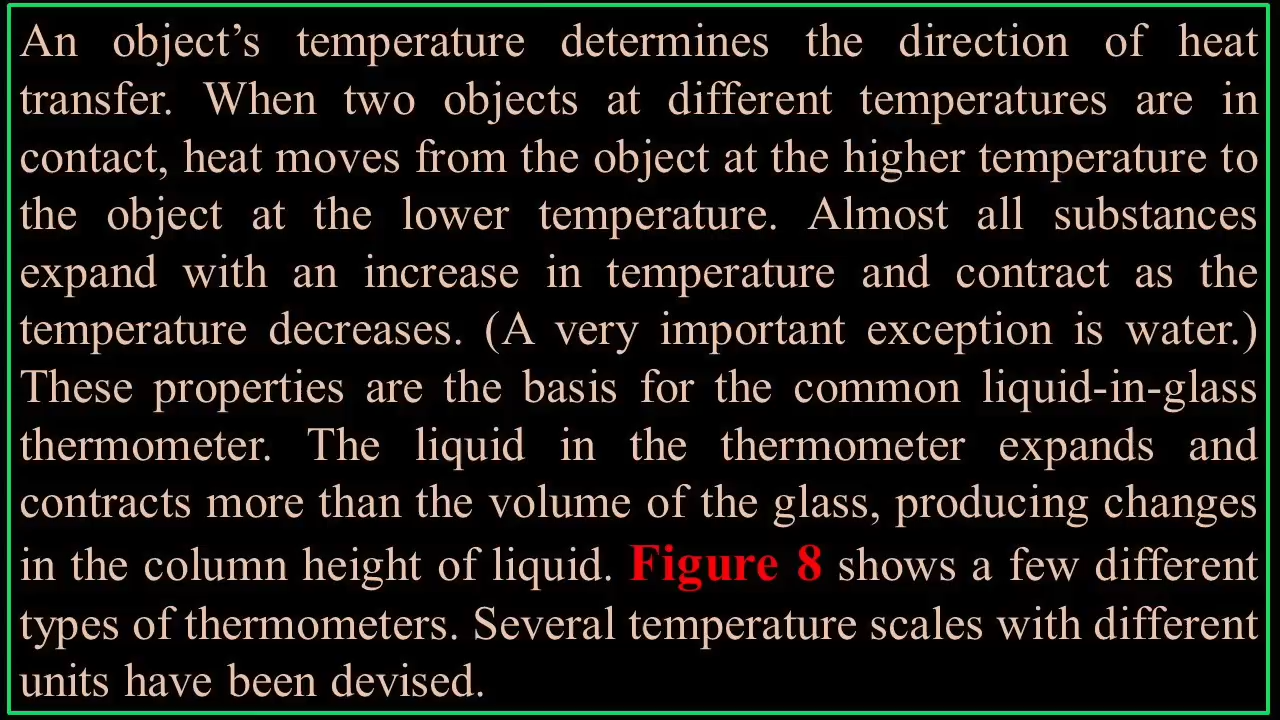 An object’s temperature determines the direction of heat
transfer. When two objects at different temperatures are in
contact, heat moves from the object at the higher temperature to
the object at the lower temperature. Almost all substances
expand with an increase in temperature and contract as the
temperature decreases. (A very important exception is water.)
These properties are the basis for the common liquid-in-glass
thermometer. The liquid in the thermometer expands and
contracts more than the volume of the glass, producing changes
in the column height of liquid. Figure 8 shows a few different
types of thermometers. Several temperature scales with different
units have been devised.